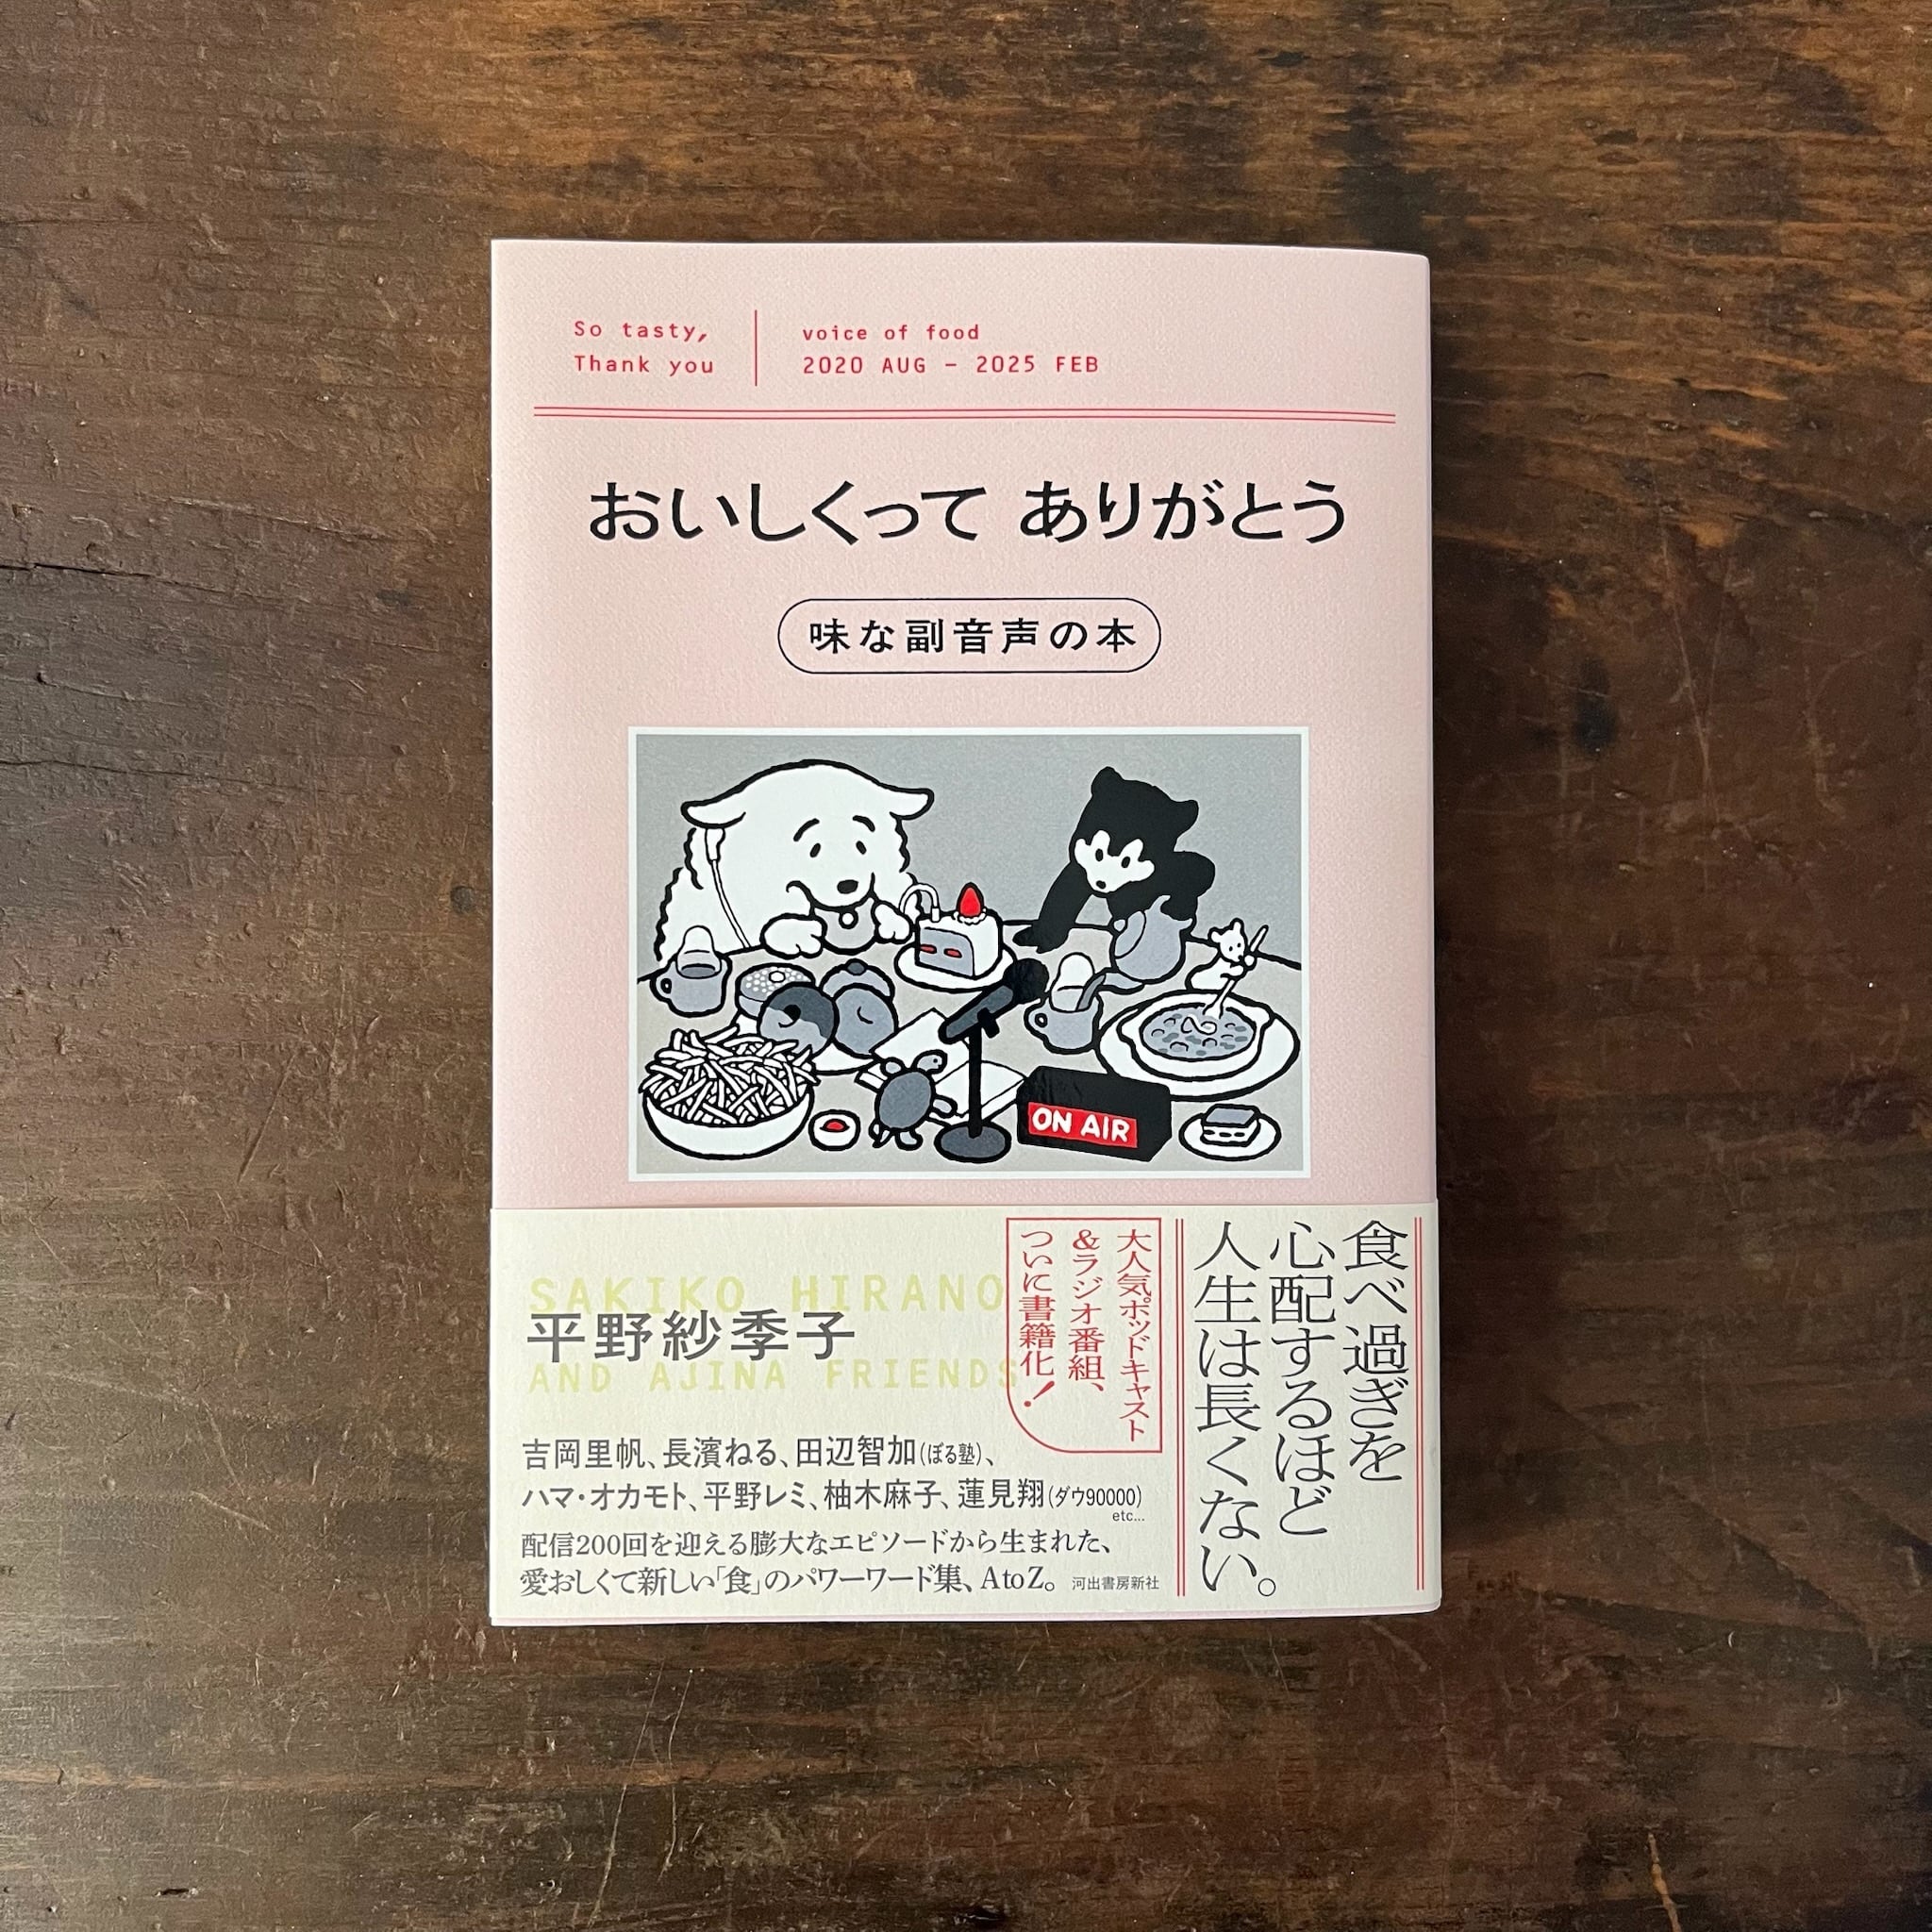 So tasty,
Thank you
voice of food
2020 AUG – 2025 FEB
おいしくって ありがとう
味な副音声の本
ON AIR
食べ過ぎを
心配するほど
人生は長くない。
大人気ポッドキャスト
&ラジオ番組、
ついに書籍化！
SAKIKO HIRANO
平野紗季子
AND AJINA FRIENDS
吉岡里帆、長濱ねる、田辺智加(ぼる塾)、
ハマ・オカモト、平野レミ、柚木麻子、蓮見翔(ダウ90000)
etc...
配信200回を迎える膨大なエピソードから生まれた、
愛おしくて新しい「食」のパワーワード集、A to Z。 河出書房新社